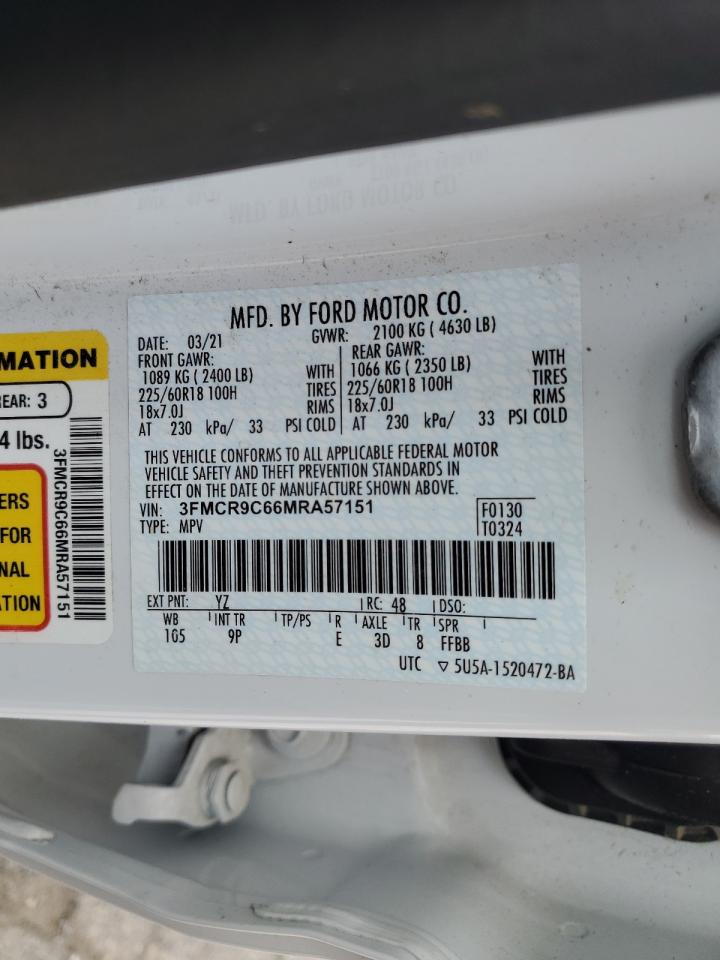 MFD. BY FORD MOTOR CO.
DATE: 03/21 GVWR: 2100 KG ( 4630 LB)
FRONT GAWR: REAR GAWR:
1089 KG ( 2400 LB) WITH 1066 KG ( 2350 LB) WITH
225/60R18 100H TIRES 225/60R18 100H TIRES
18x7.0J RIMS 18x7.0J RIMS
AT 230 kPa/ 33 PSI COLD AT 230 kPa/ 33 PSI COLD
THIS VEHICLE CONFORMS TO ALL APPLICABLE FEDERAL MOTOR
VEHICLE SAFETY AND THEFT PREVENTION STANDARDS IN
EFFECT ON THE DATE OF MANUFACTURE SHOWN ABOVE.
VIN: 3FMCR9C66MRA57151 F0130
TYPE: MPV T0324
EXT PNT: YZ RC: 48 DSO:
WB INT TR TP/PS R AXLE TR SPR
105 9P E 3D 8 FFBB
UTC ▽ 5U5A-1520472-BA
RMATION
REAR: 3
4 lbs.
ERS
FOR
NAL
ATION
3FMCR9C66MRA57151